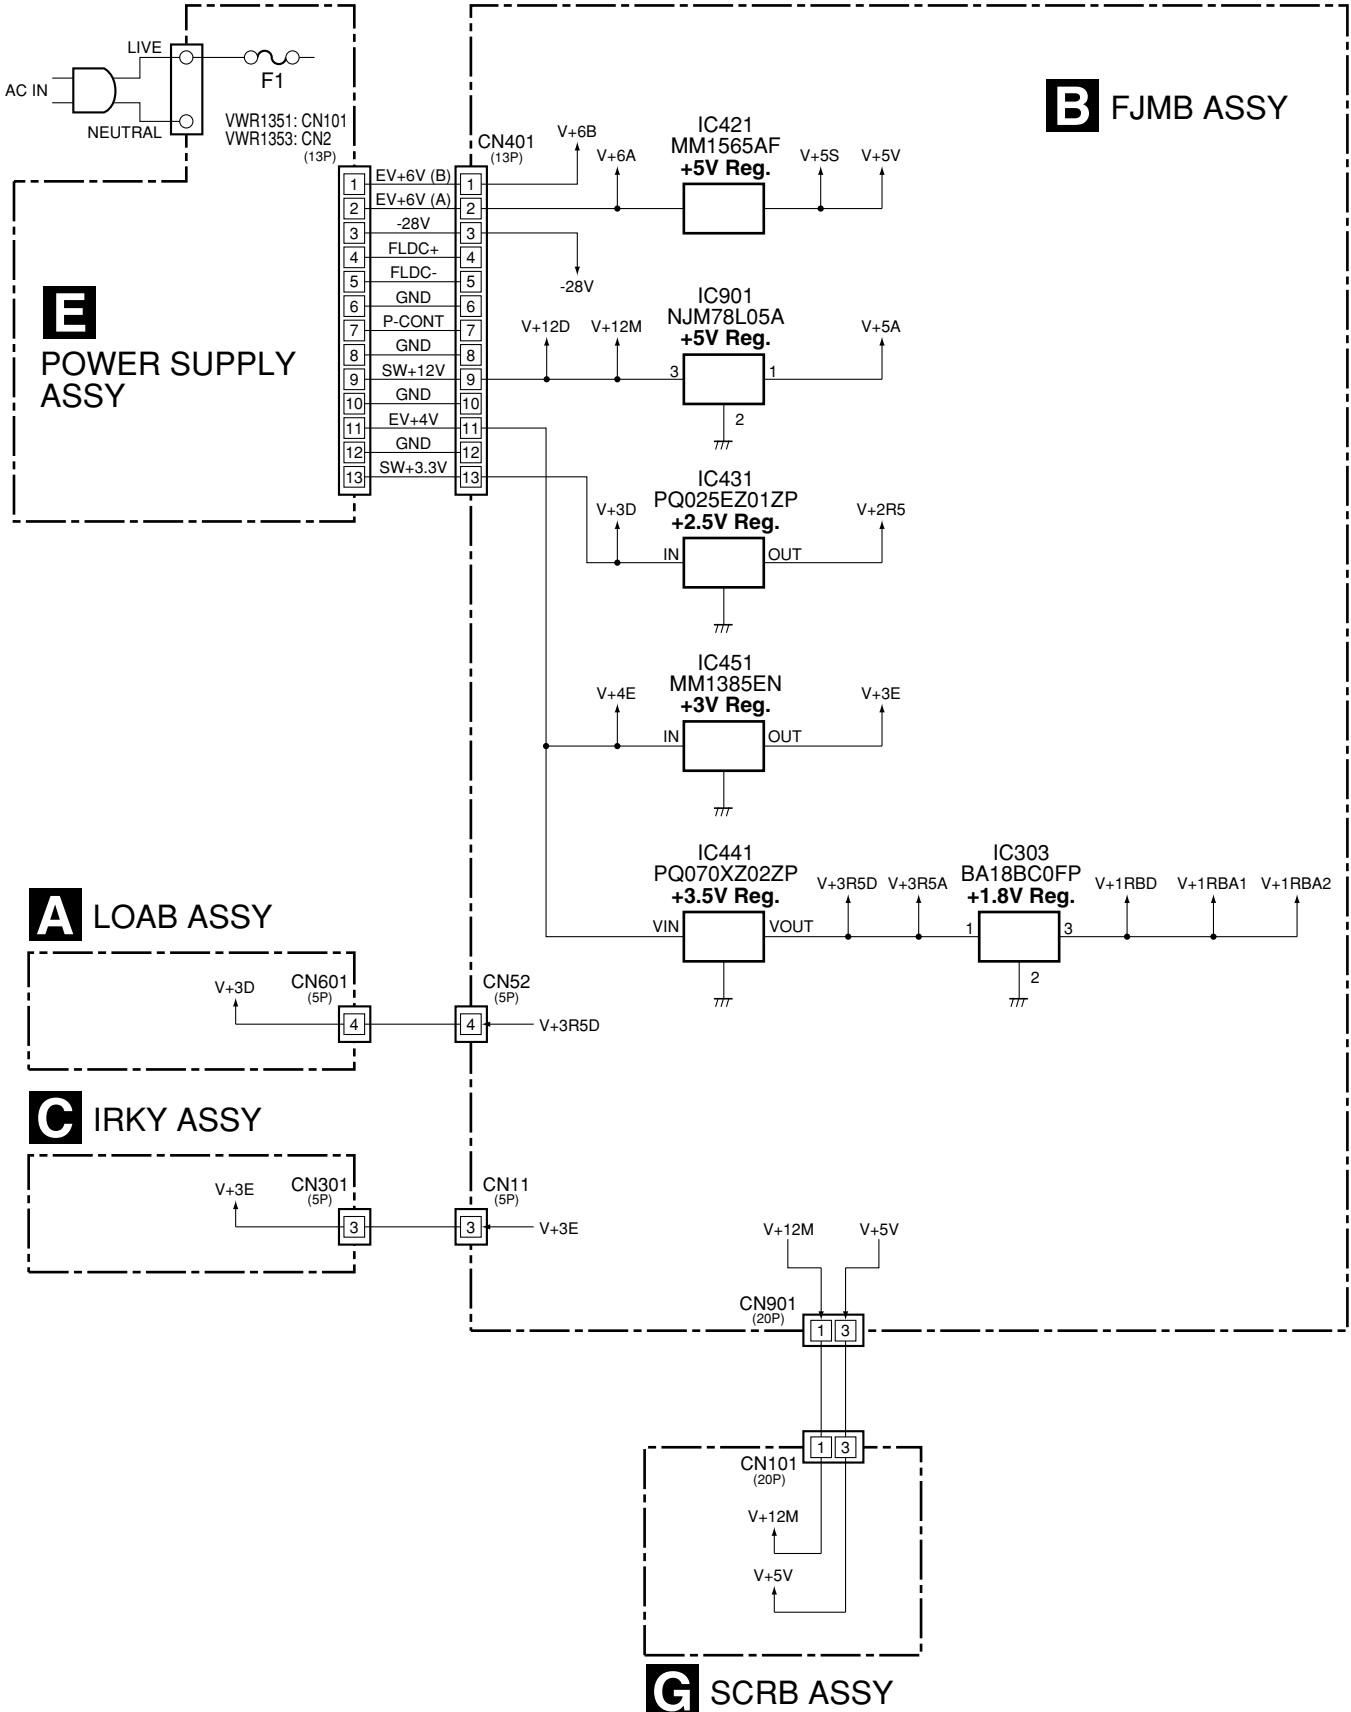 LIVE
F1
AC IN
NEUTRAL
VWR1351: CN101
VWR1353: CN2
(13P)
E
POWER SUPPLY
ASSY
1
2
3
4
5
6
7
8
9
10
11
12
13
EV+6V (B)
EV+6V (A)
-28V
FLDC+
FLDC-
GND
P-CONT
GND
SW+12V
GND
EV+4V
GND
SW+3.3V
CN401
(13P)
1
2
3
4
5
6
7
8
9
10
11
12
13
B FJMB ASSY
V+6B
V+6A
IC421
MM1565AF
+5V Reg.
V+5S
V+5V
-28V
V+12D
V+12M
IC901
NJM78L05A
+5V Reg.
3
1
2
V+5A
V+3D
IC431
PQ025EZ01ZP
+2.5V Reg.
IN
OUT
V+2R5
V+4E
IC451
MM1385EN
+3V Reg.
IN
OUT
V+3E
IC441
PQ070XZ02ZP
+3.5V Reg.
VIN
VOUT
V+3R5D
V+3R5A
IC303
BA18BC0FP
+1.8V Reg.
1
3
2
V+1RBD
V+1RBA1
V+1RBA2
A LOAB ASSY
V+3D
CN601
(5P)
4
CN52
(5P)
4
V+3R5D
C IRKY ASSY
V+3E
CN301
(5P)
3
CN11
(5P)
3
V+3E
V+12M
V+5V
CN901
(20P)
1 3
1 3
CN101
(20P)
V+12M
V+5V
G SCRB ASSY